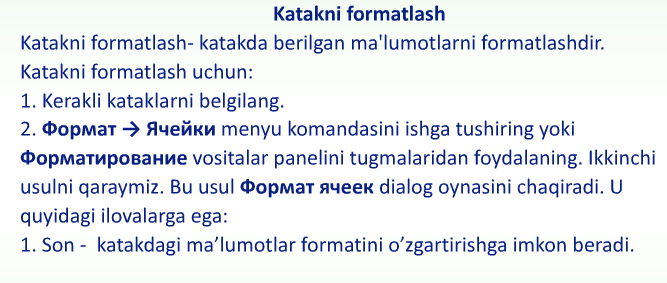 Katakni formatlash
Katakni formatlash- katakda berilgan ma'lumotlarni formatlashdir.
Katakni formatlash uchun:
1. Kerakli kataklarni belgilang.
2. Формат → Ячейки menyu komandasini ishga tushiring yoki
Форматирование vositalar panelini tugmalaridan foydalaning. Ikkinchi
usulni qaraymiz. Bu usul Формат ячеек dialog oynasini chaqiradi. U
quyidagi ilovalarga ega:
1. Son -  katakdagi ma’lumotlar formatini o’zgartirishga imkon beradi.